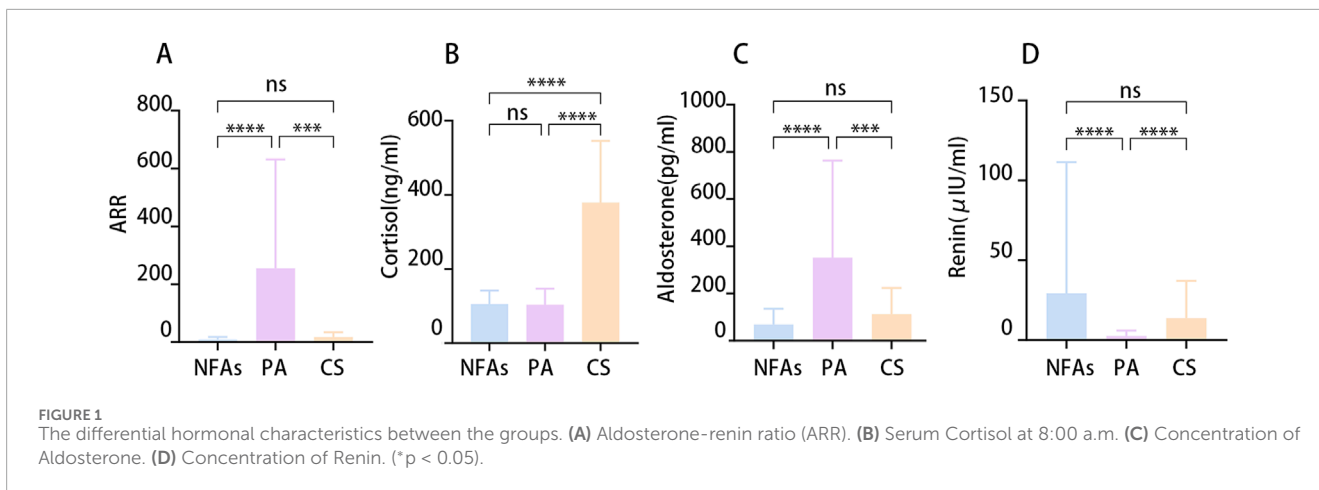 A
ns
****
***
800
600
400
200
0
ARR
NFAs PA CS
B
****
ns
****
600
400
200
0
Cortisol(ng/ml)
NFAs PA CS
C
ns
****
***
1000
800
600
400
200
0
Aldosterone(pg/ml)
NFAs PA CS
D
ns
****
****
150
100
50
0
Renin( μIU/ml)
NFAs PA CS
FIGURE 1
The differential hormonal characteristics between the groups. (A) Aldosterone-renin ratio (ARR). (B) Serum Cortisol at 8:00 a.m. (C) Concentration of
Aldosterone. (D) Concentration of Renin. (*p < 0.05).